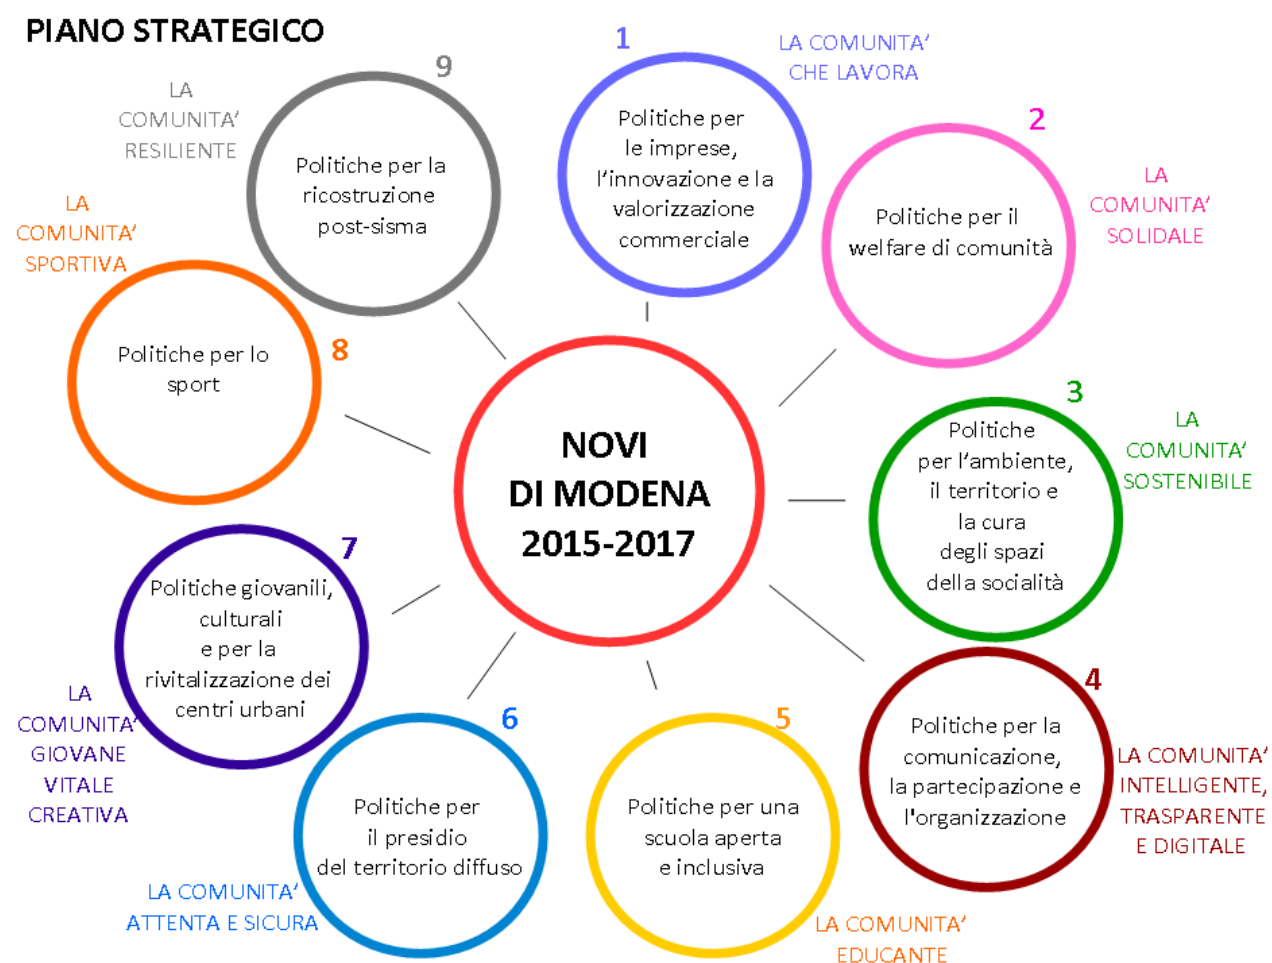 PIANO STRATEGICO
1
LA COMUNITA’
CHE LAVORA
Politiche per
le imprese,
l’innovazione e la
valorizzazione
commerciale
2
LA
COMUNITA’
SOLIDALE
Politiche per il
welfare di comunità
3
LA
COMUNITA’
SOSTENIBILE
Politiche
per l’ambiente,
il territorio e
la cura
degli spazi
della socialità
4
LA COMUNITA’
INTELLIGENTE,
TRASPARENTE
E DIGITALE
Politiche per la
comunicazione,
la partecipazione e
l'organizzazione
5
LA COMUNITA’
EDUCANTE
Politiche per una
scuola aperta
e inclusiva
6
LA COMUNITA’
ATTENTA E SICURA
Politiche per
il presidio
del territorio diffuso
7
LA
COMUNITA’
GIOVANE
VITALE
CREATIVA
Politiche giovanili,
culturali
e per la
rivitalizzazione dei
centri urbani
8
LA
COMUNITA’
SPORTIVA
Politiche per lo
sport
9
LA
COMUNITA’
RESILIENTE
Politiche per la
ricostruzione
post-sisma
NOVI
DI MODENA
2015-2017